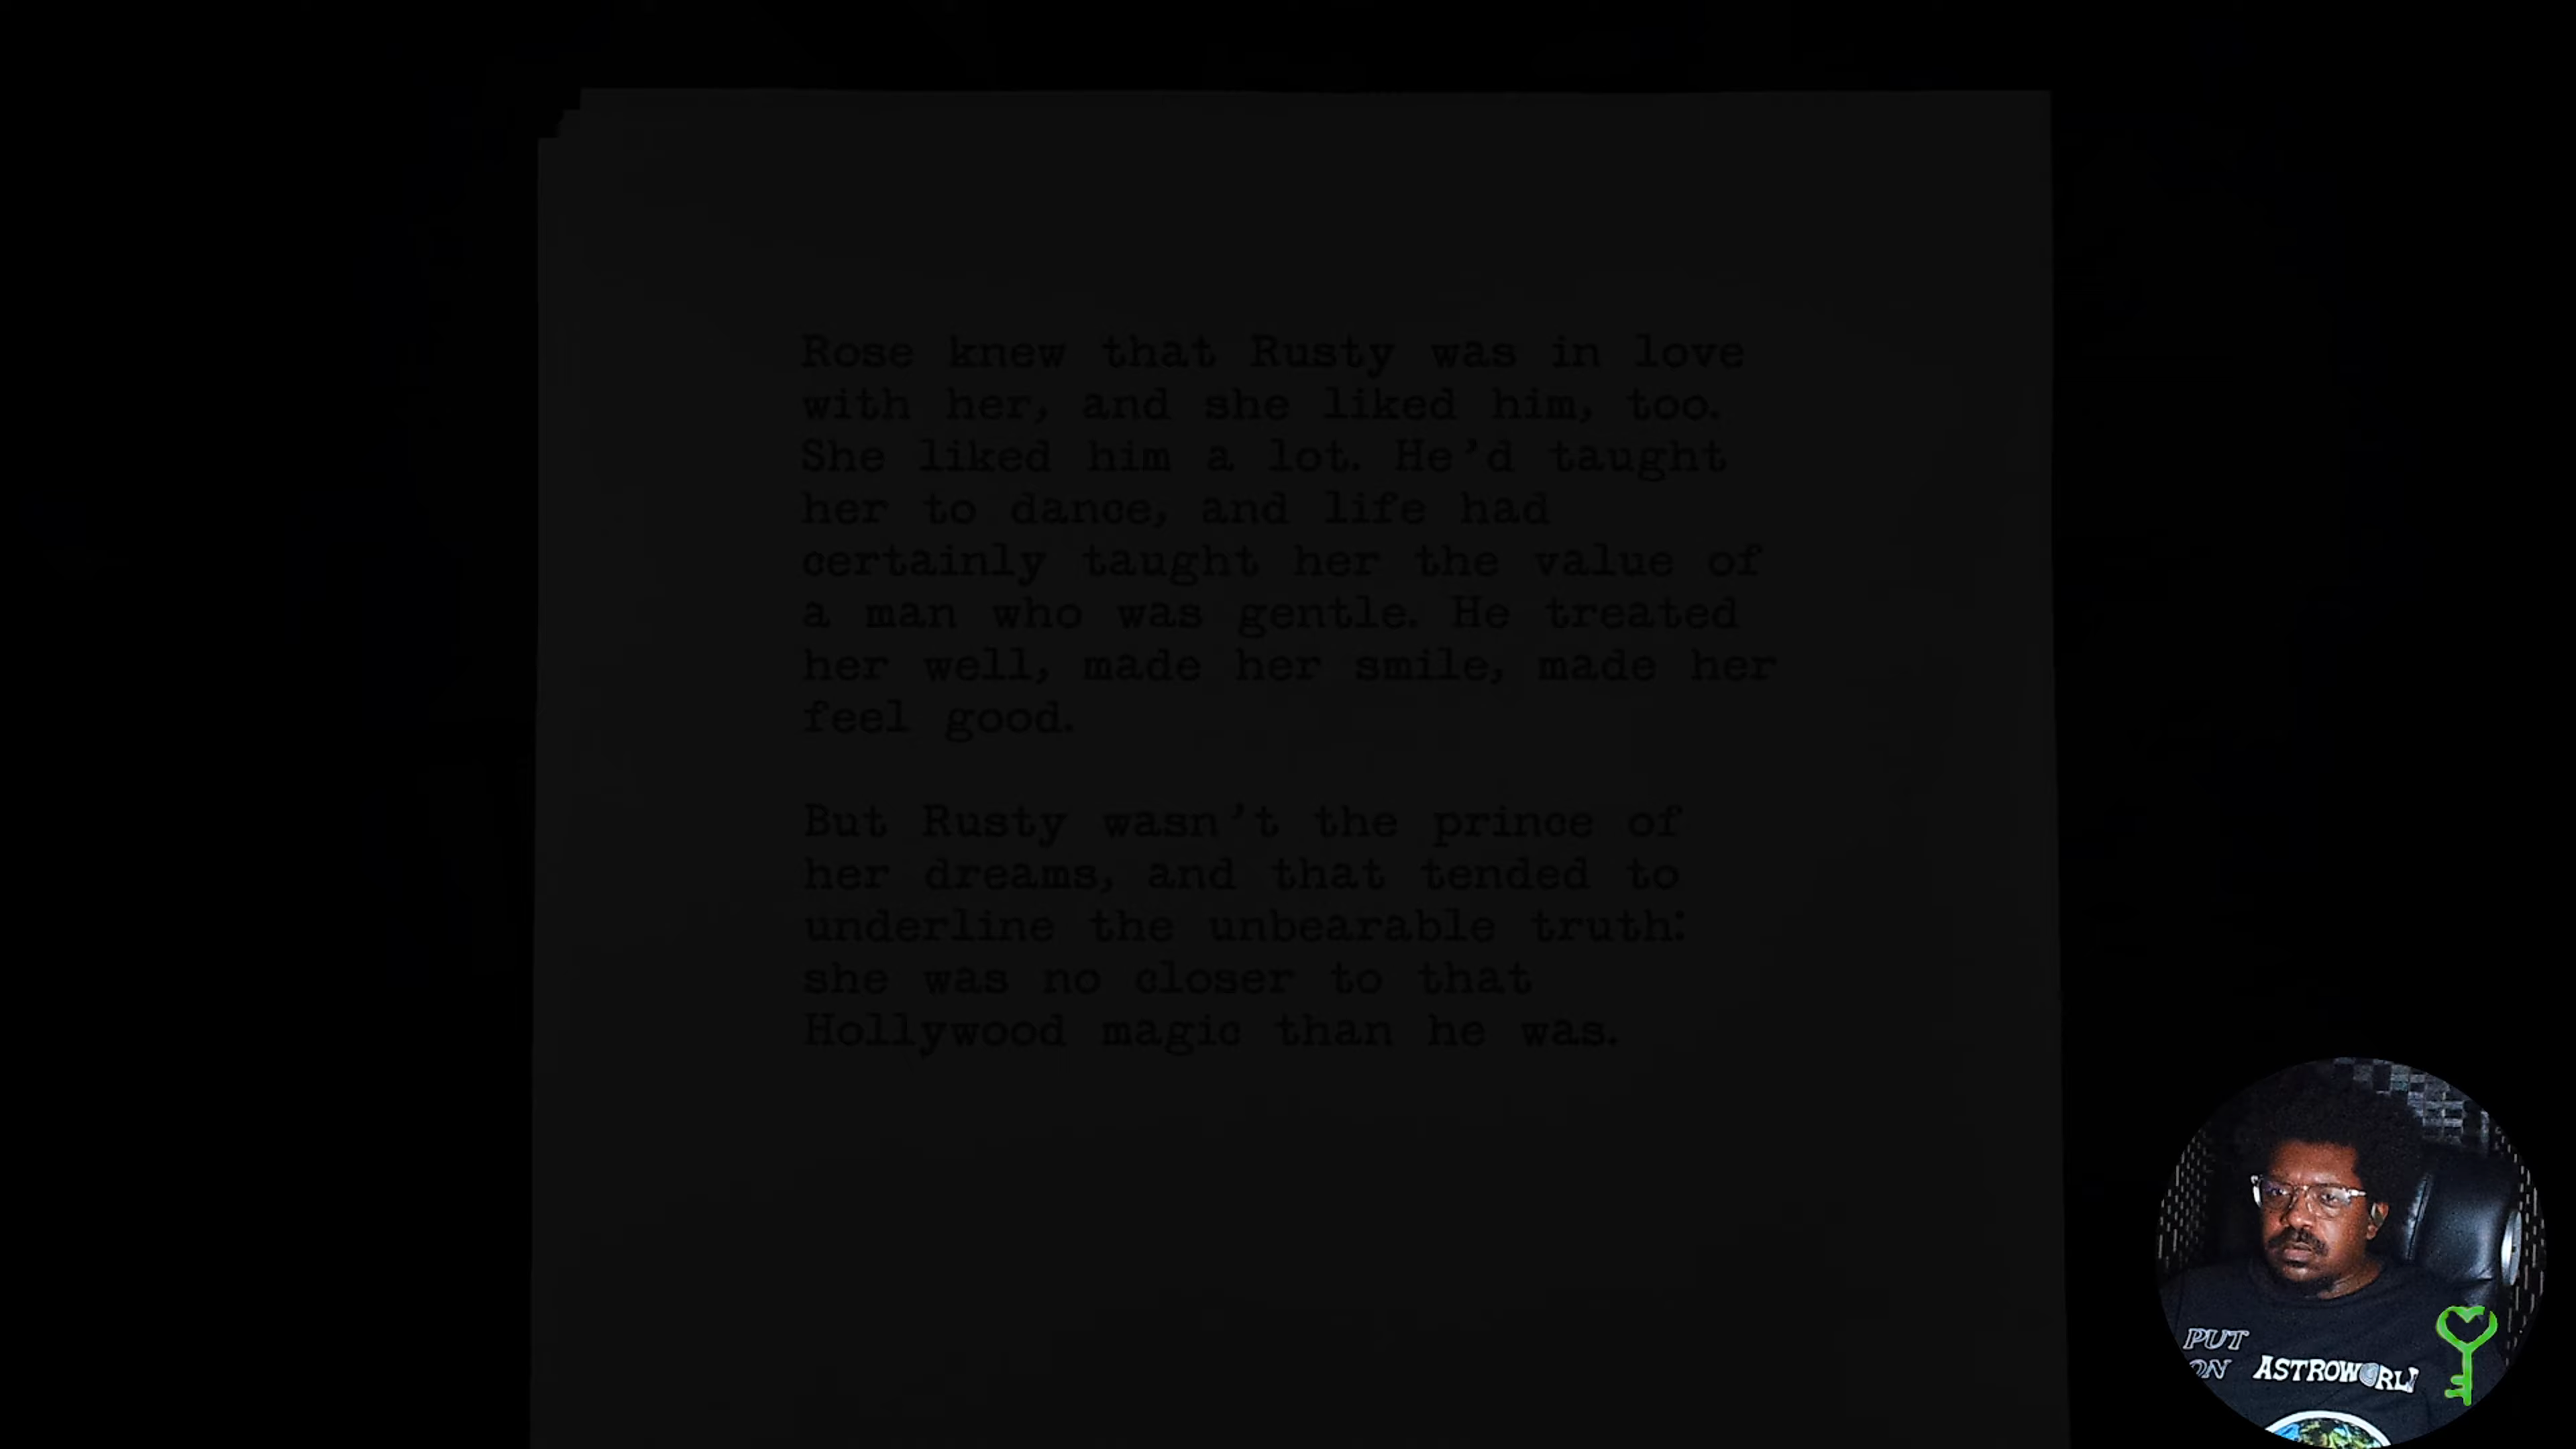 Rose knew that Rusty was in love
with her, and she liked him, too.
She liked him a lot. He’d taught
her to dance, and life had
certainly taught her the value of
a man who was gentle. He treated
her well, made her smile, made her
feel good.
But Rusty wasn’t the prince of
her dreams, and that tended to
underline the unbearable truth:
she was no closer to that
Hollywood magic than he was.
PUT
ON ASTROWORL